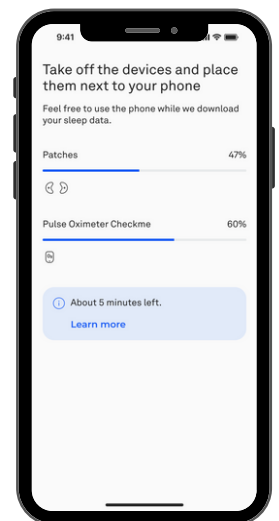 9:41
Take off the devices and place
them next to your phone
Feel free to use the phone while we download
your sleep data.
Patches 47%
Pulse Oximeter Checkme 60%
About 5 minutes left.
Learn more